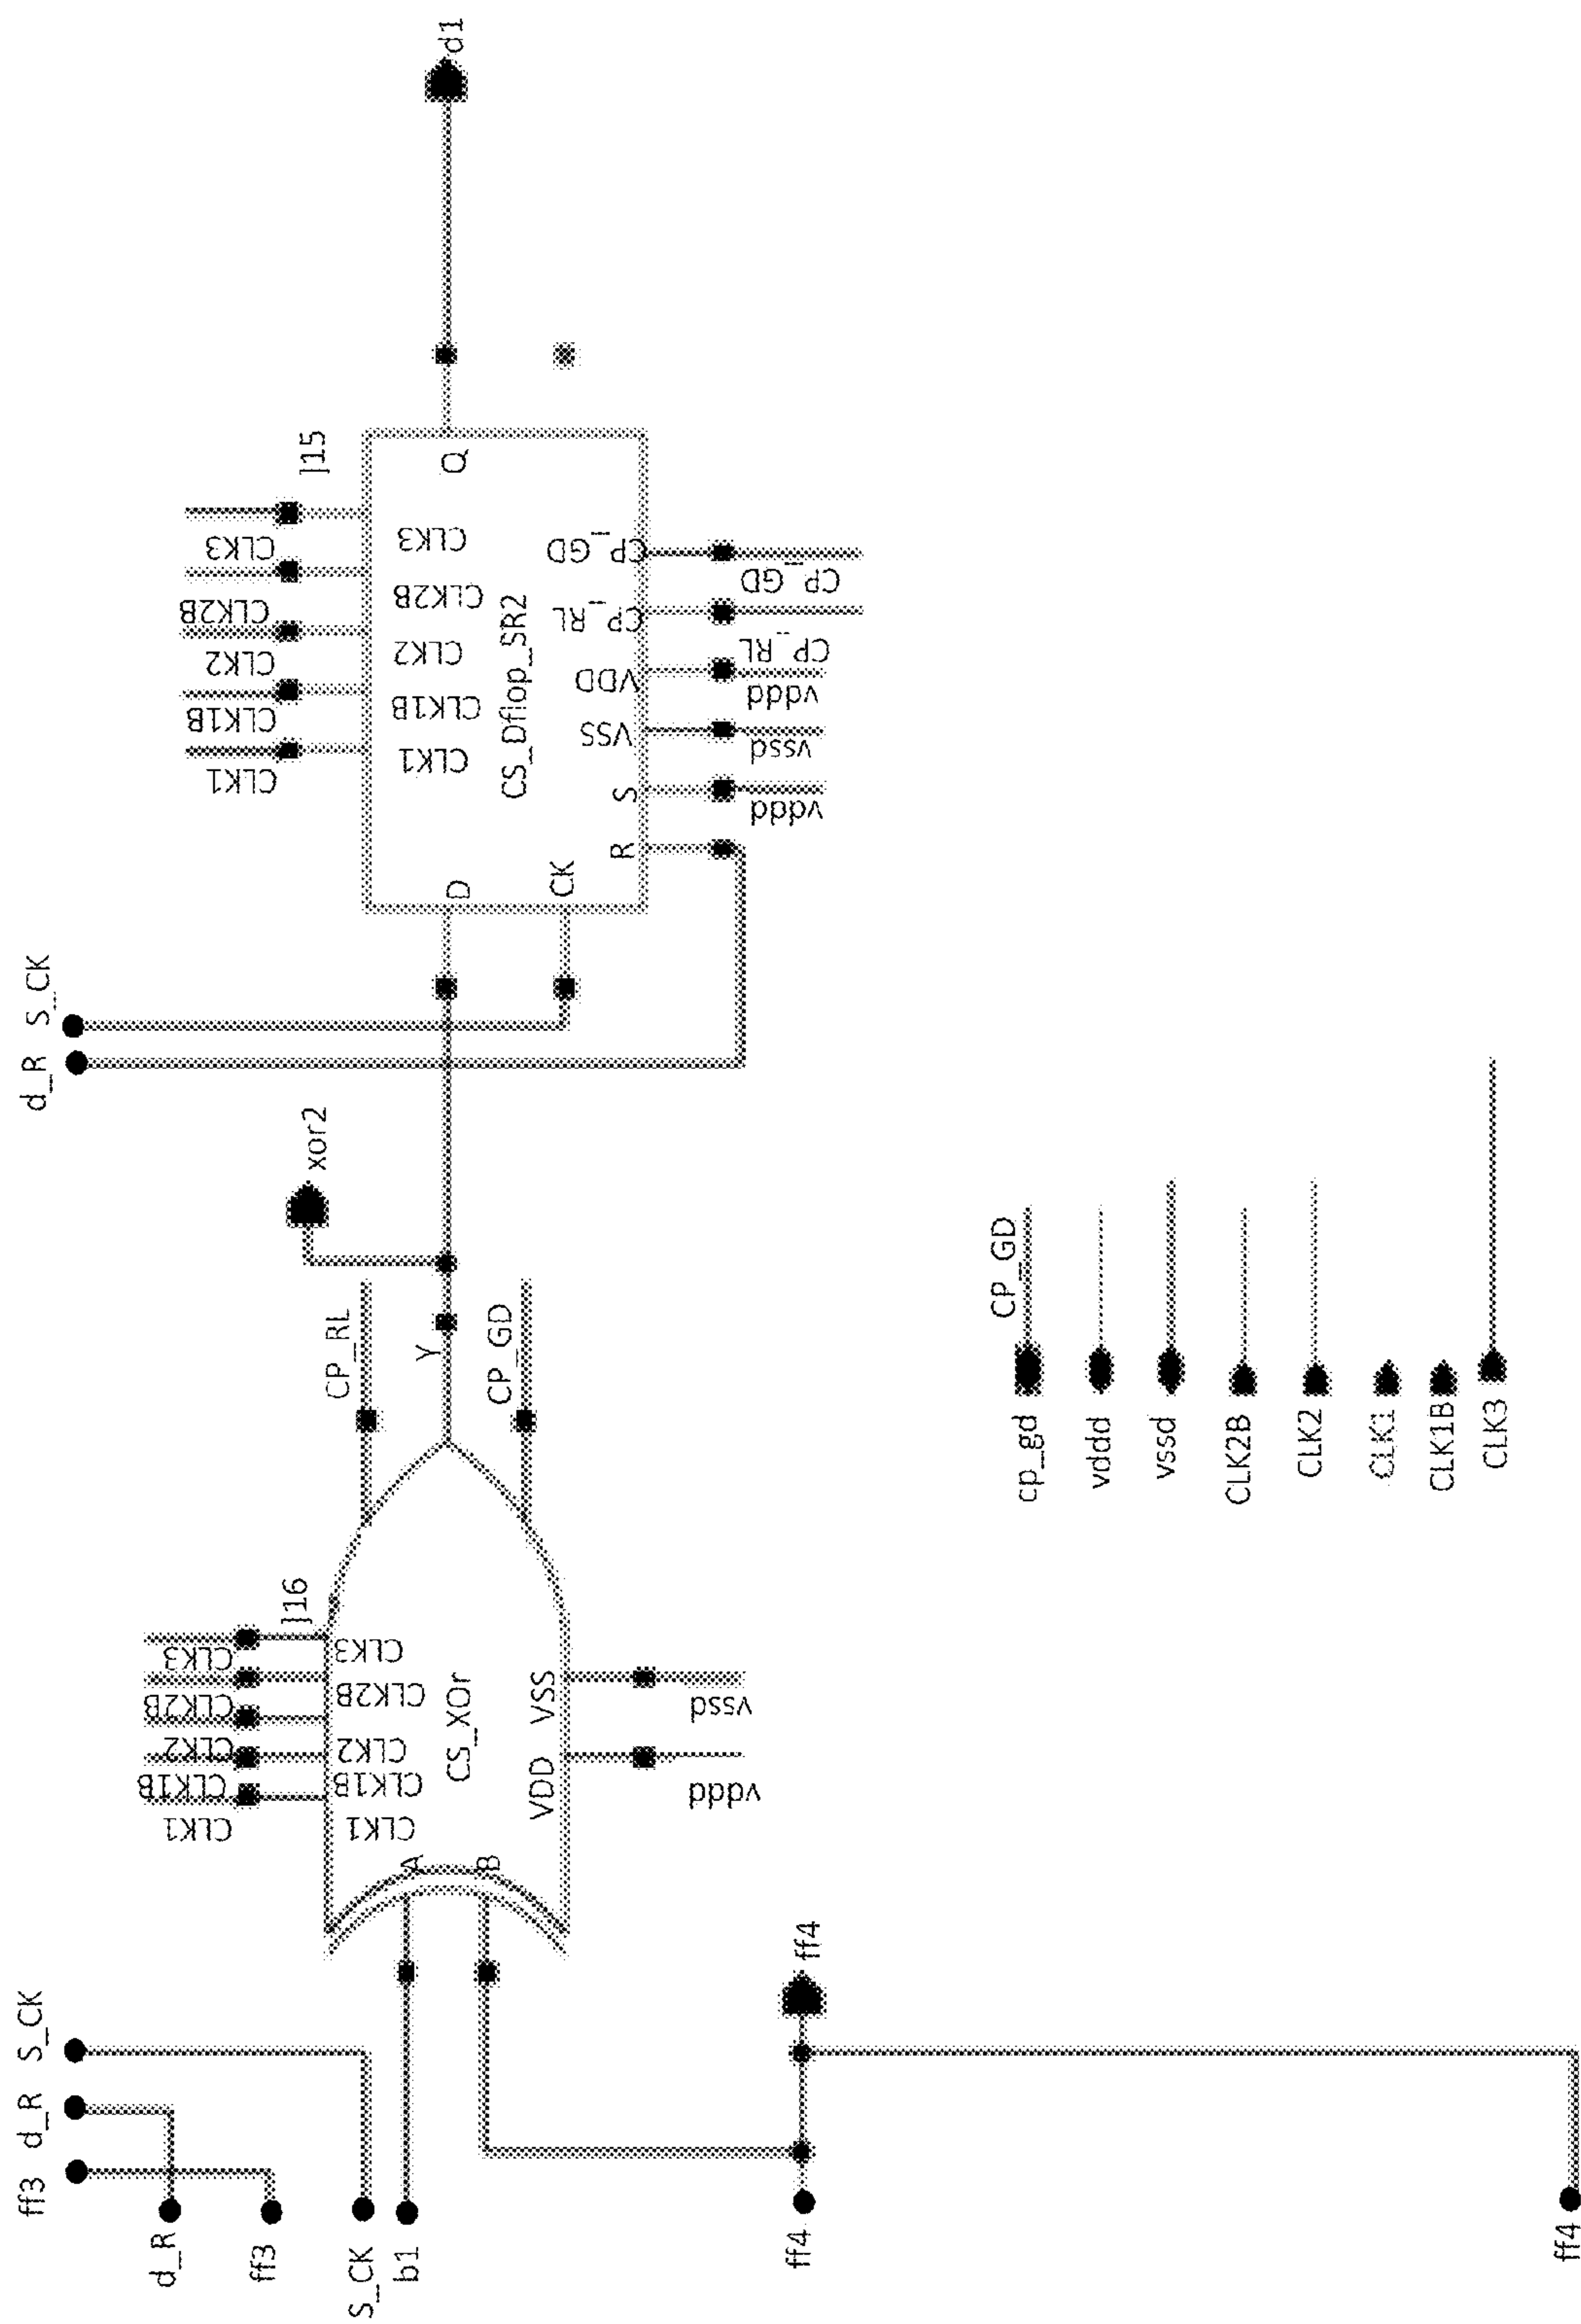 ff3
d_R
S_CK
d_R
ff3
S_CK
b1
A
B
CLK1
CLK1B
CLK2
CLK2B
CLK3
]16
CLK1
CLK1B
CLK2
CLK2B
CLK3
CS_XOr
VDD
VSS
vddd
vssd
CP_RL
Y
CP_GD
xor2
d_R
S_CK
D
CK
CLK1
CLK1B
CLK2
CLK2B
CLK3
]15
CLK1
CLK1B
CLK2
CLK2B
CLK3
CS_Dflop_SR2
Q
R
S
VSS
VDD
CP_RL
CP_GD
vddd
vssd
vddd
CP_RL
CP_GD
d1
ff4
ff4
ff4
cp_gd
CP_GD
vddd
vssd
CLK2B
CLK2
CLK1
CLK1B
CLK3